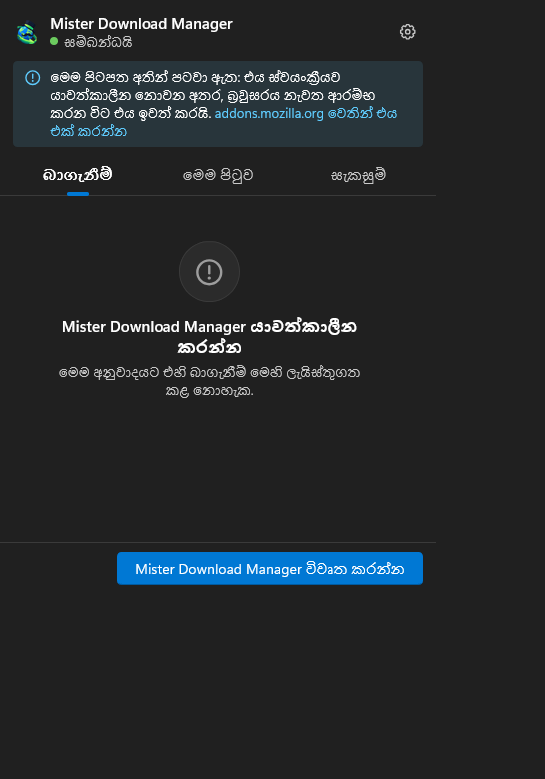 Mister Download Manager
සම්බන්ධයි
මෙම පිටපත අතින් පටවා ඇත: එය ස්වයංක්‍රීයව
යාවත්කාලීන නොවන අතර, බ්‍රවුසරය නැවත ආරම්භ
කරන විට එය ඉවත් කරයි. addons.mozilla.org වෙතින් එය
එක් කරන්න
බාගැනීම්
මෙම පිටුව
සැකසුම්
Mister Download Manager යාවත්කාලීන
කරන්න
මෙම අනුවාදයට එහි බාගැනීම් මෙහි ලැයිස්තුගත
කළ නොහැක.
Mister Download Manager විවෘත කරන්න